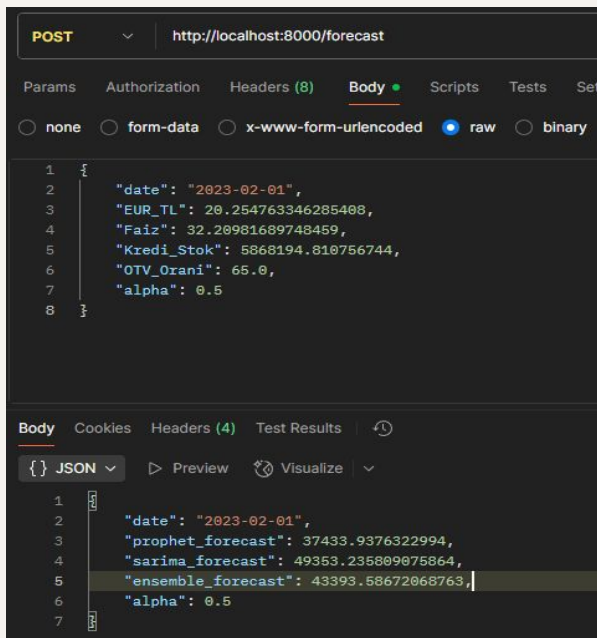 POST http://localhost:8000/forecast
Params Authorization Headers (8) Body Scripts Tests Set
none form-data x-www-form-urlencoded raw binary
1 {
2 "date": "2023-02-01",
3 "EUR_TL": 20.254763346285408,
4 "Faiz": 32.20981689748459,
5 "Kredi_Stok": 5868194.810756744,
6 "OTV_Orani": 65.0,
7 "alpha": 0.5
8 }
Body Cookies Headers (4) Test Results
{} JSON Preview Visualize
1 {
2 "date": "2023-02-01",
3 "prophet_forecast": 37433.9376322994,
4 "sarima_forecast": 49353.235809075864,
5 "ensemble_forecast": 43393.58672068763,
6 "alpha": 0.5
7 }